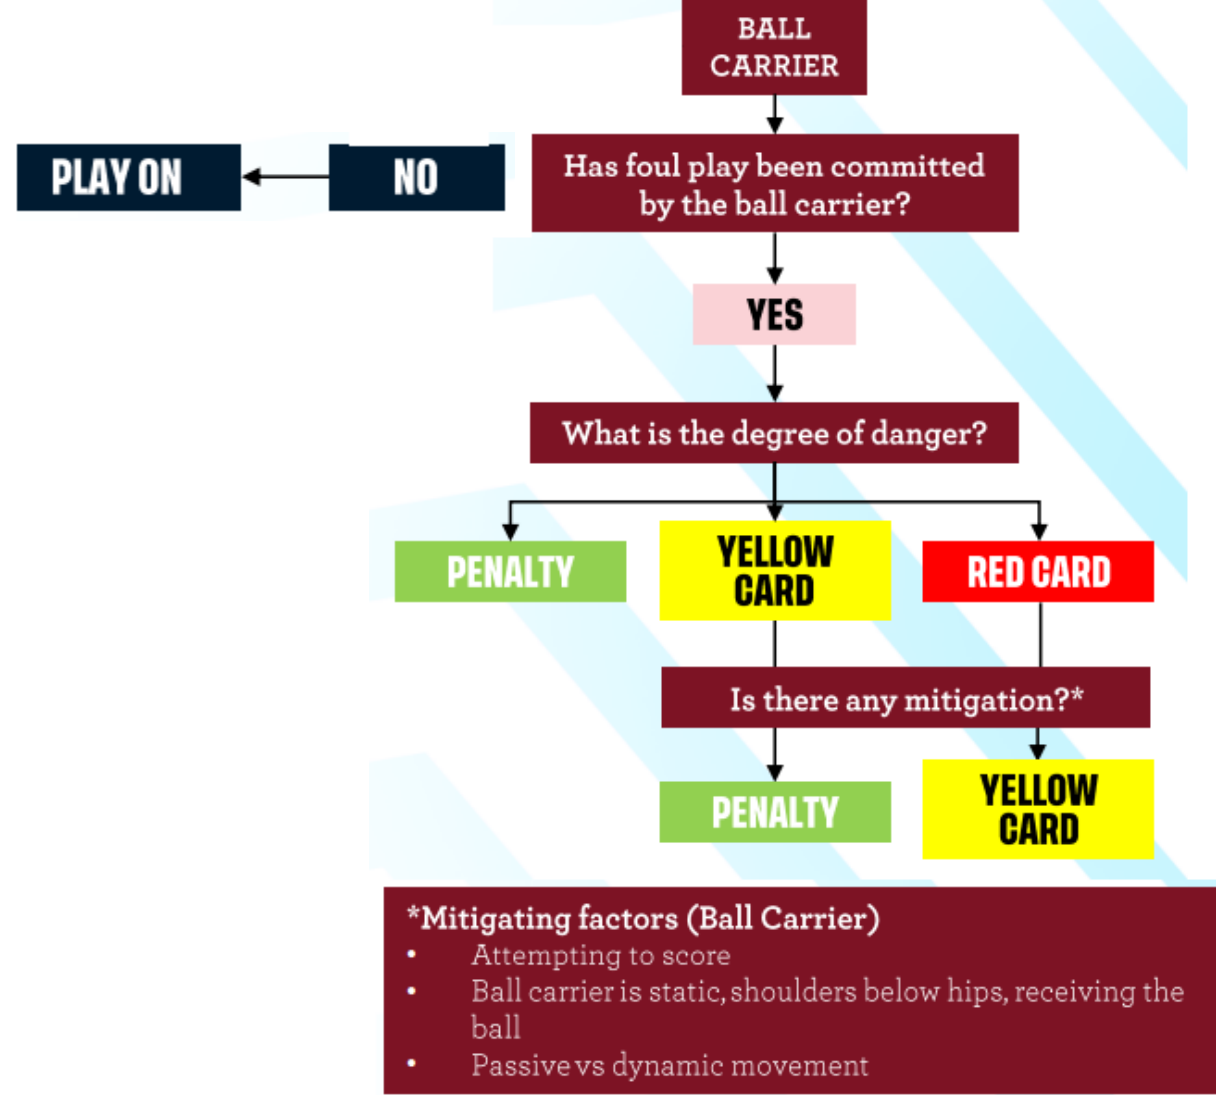 BALL
CARRIER
PLAY ON
NO
Has foul play been committed
by the ball carrier?
YES
What is the degree of danger?
PENALTY
YELLOW
CARD
RED CARD
Is there any mitigation?*
PENALTY
YELLOW
CARD
*Mitigating factors (Ball Carrier)
• Attempting to score
• Ball carrier is static, shoulders below hips, receiving the
ball
• Passive vs dynamic movement